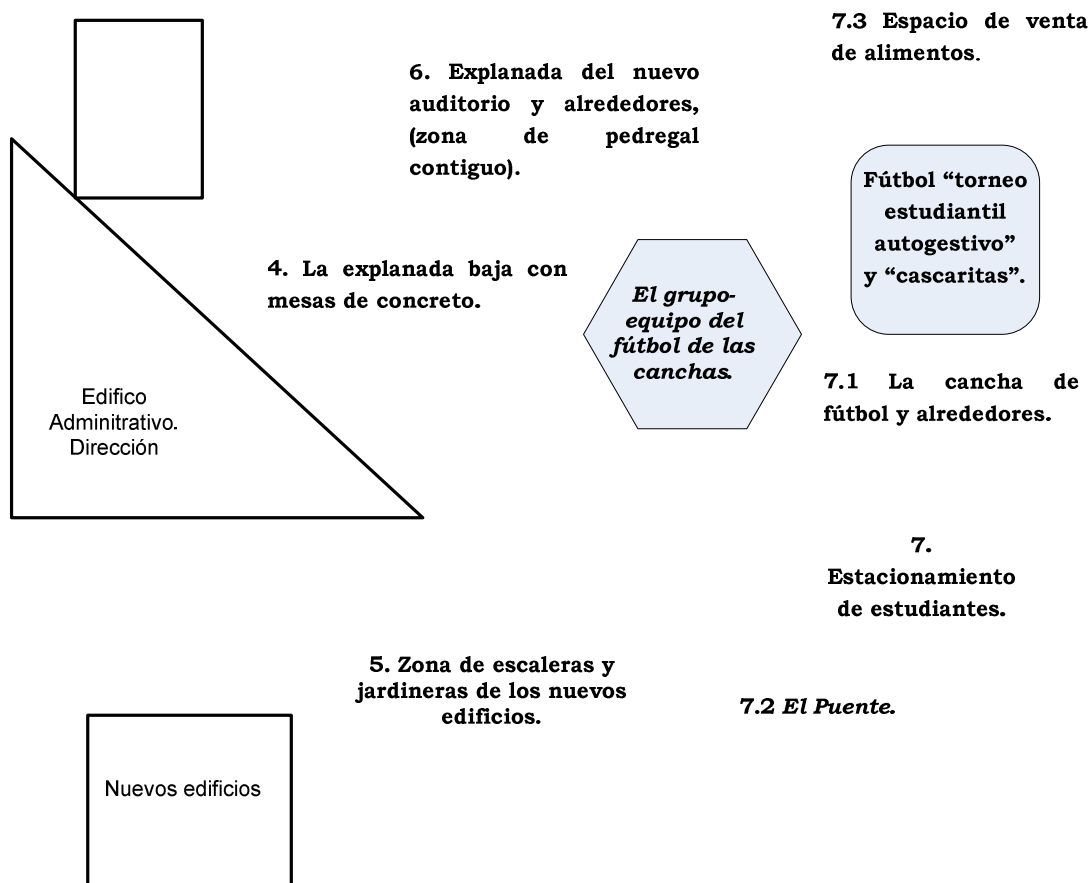 7.3 Espacio de venta
de alimentos.
6. Explanada del nuevo
auditorio y alrededores,
(zona de pedregal
contiguo).
Fútbol “torneo
estudiantil
autogestivo”
y “cascaritas”.
4. La explanada baja con
mesas de concreto.
El grupo-
equipo del
fútbol de las
canchas.
7.1 La cancha de
fútbol y alrededores.
Edifico
Adminitrativo.
Dirección
7.
Estacionamiento
de estudiantes.
5. Zona de escaleras y
jardineras de los nuevos
edificios.
7.2 El Puente.
Nuevos edificios